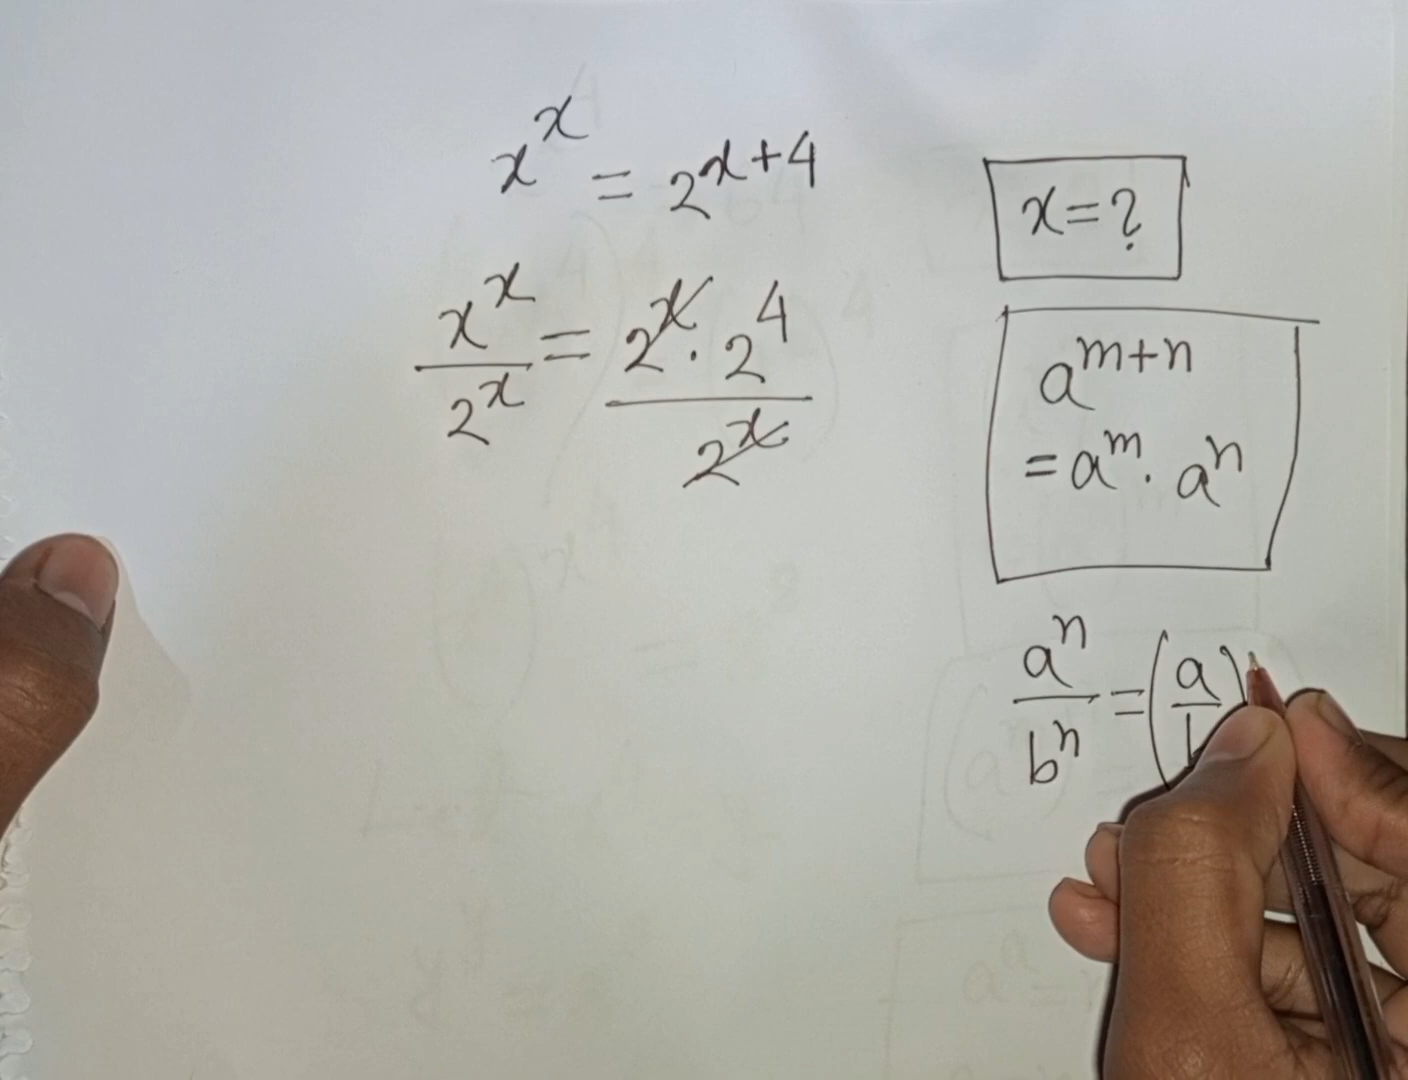 x^x = 2^{x+4}
x^x / 2^x = 2^x · 2^4 / 2^x
x = ?
a^{m+n}
= a^m · a^n
a^n / b^n = (a / b)